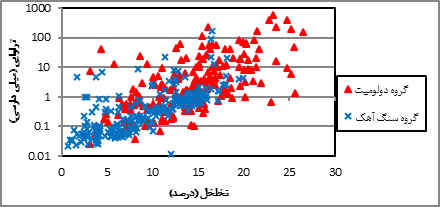 1000
100
10
1
0.1
0.01
تراوایی (میلی دارسی)
0 5 10 15 20 25 30
تخلخل (درصد)
گروه دولومیت
گروه سنگ آهک